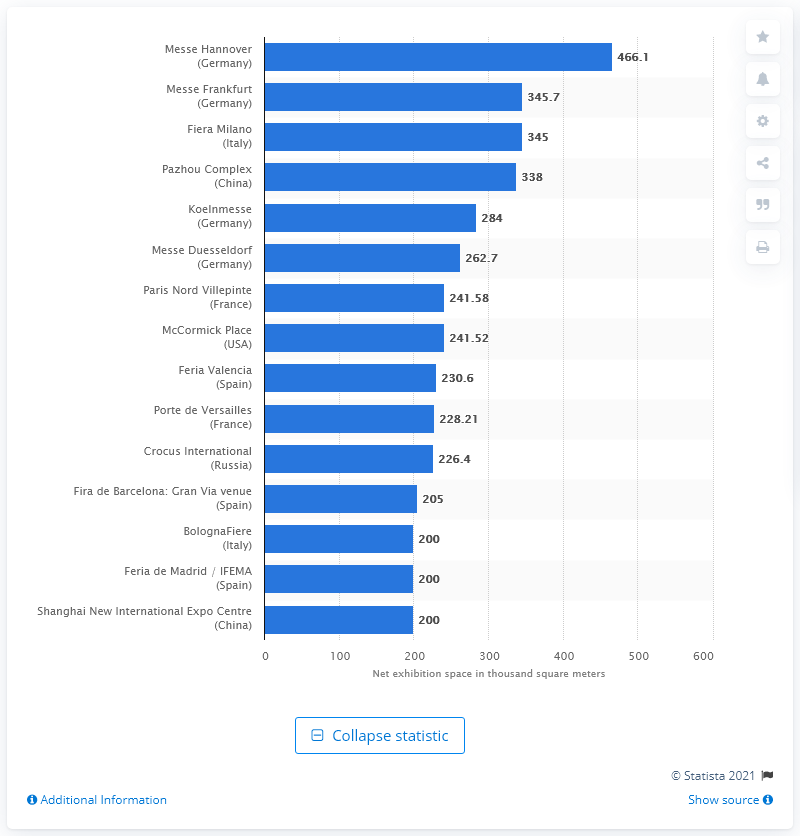 Messe Hannover
(Germany)
466.1
Messe Frankfurt
(Germany)
345.7
Fiera Milano
(Italy)
345
Pazhou Complex
(China)
338
Koelnmesse
(Germany)
284
Messe Duesseldorf
(Germany)
262.7
Paris Nord Villepinte
(France)
241.58
McCormick Place
(USA)
241.52
Feria Valencia
(Spain)
230.6
Porte de Versailles
(France)
228.21
Crocus International
(Russia)
226.4
Fira de Barcelona: Gran Via venue
(Spain)
205
BolognaFiere
(Italy)
200
Feria de Madrid / IFEMA
(Spain)
200
Shanghai New International Expo Centre
(China)
200
0 100 200 300 400 500 600
Net exhibition space in thousand square meters
Collapse statistic
© Statista 2021
Additional Information
Show source